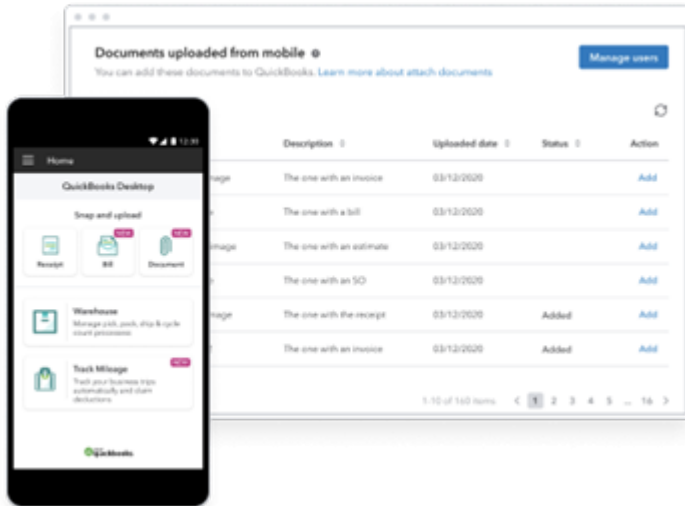 Documents uploaded from mobile
Manage users
You can add these documents to QuickBooks. Learn more about attach documents
Description Uploaded date Status Action
mage The one with an invoice 03/12/2020 Add
The one with a bill 03/12/2020 Add
image The one with an estimate 03/12/2020 Add
The one with an SO 03/12/2020 Add
mage The one with the receipt 03/12/2020 Added Add
The one with an invoice 03/12/2020 Added Add
1-10 of 160 items < 1 2 3 4 5 ... 16 >
12:30
Home
QuickBooks Desktop
Snap and upload
NEW NEW
Receipt Bill Document
Warehouse
Manage pick, pack, ship & cycle
count processes
NEW
Track Mileage
Track your business trips
automatically and claim
deductions.
quickbooks